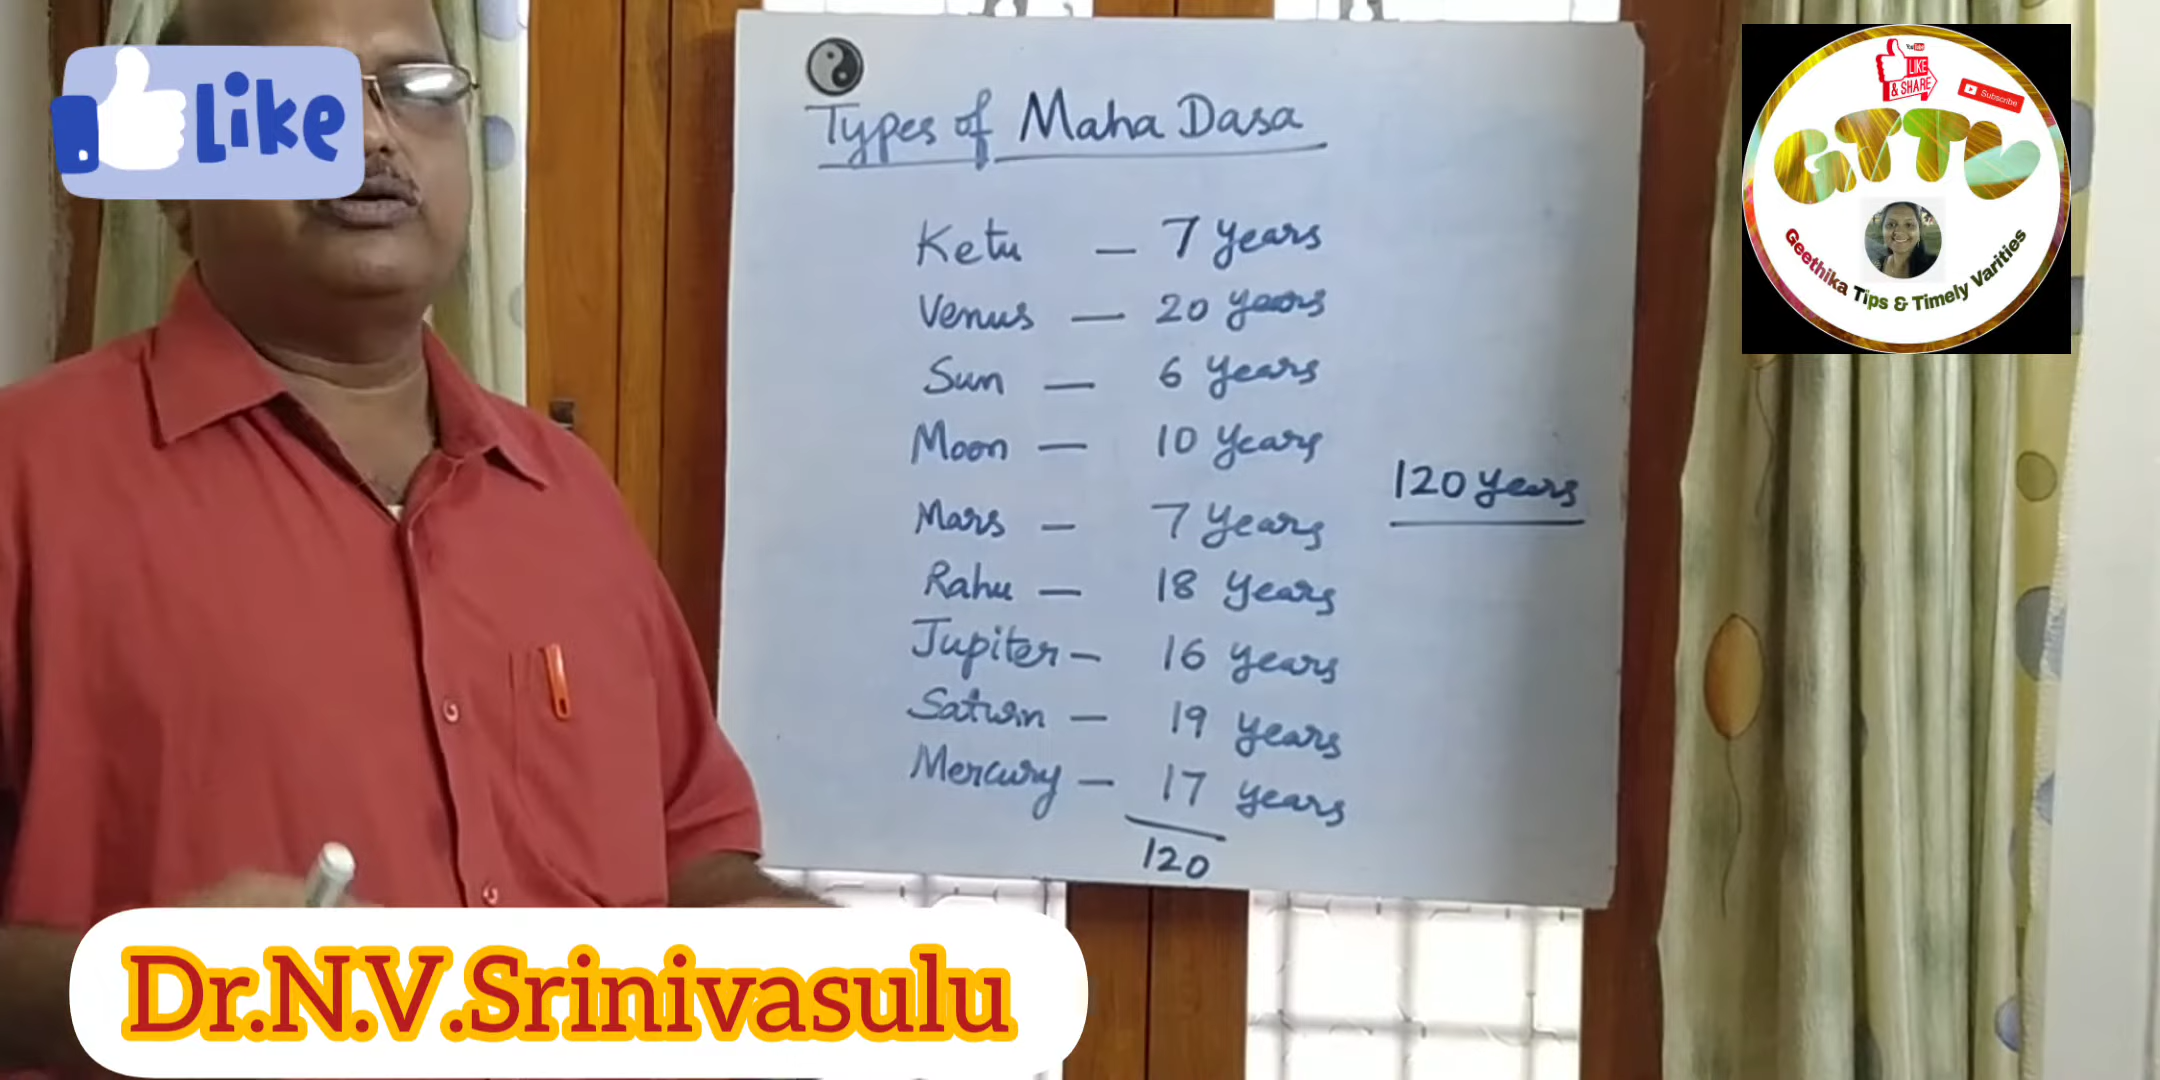 Like
Types of Maha Dasa
Ketu — 7 years
Venus — 20 years
Sun — 6 years
Moon — 10 years
Mars — 7 years
Rahu — 18 years
Jupiter — 16 years
Saturn — 19 years
Mercury — 17 years
120
120 years
YouTube
LIKE
& SHARE
Subscribe
GTTV
Geethika Tips & Timely Varities
Dr.N.V.Srinivasulu